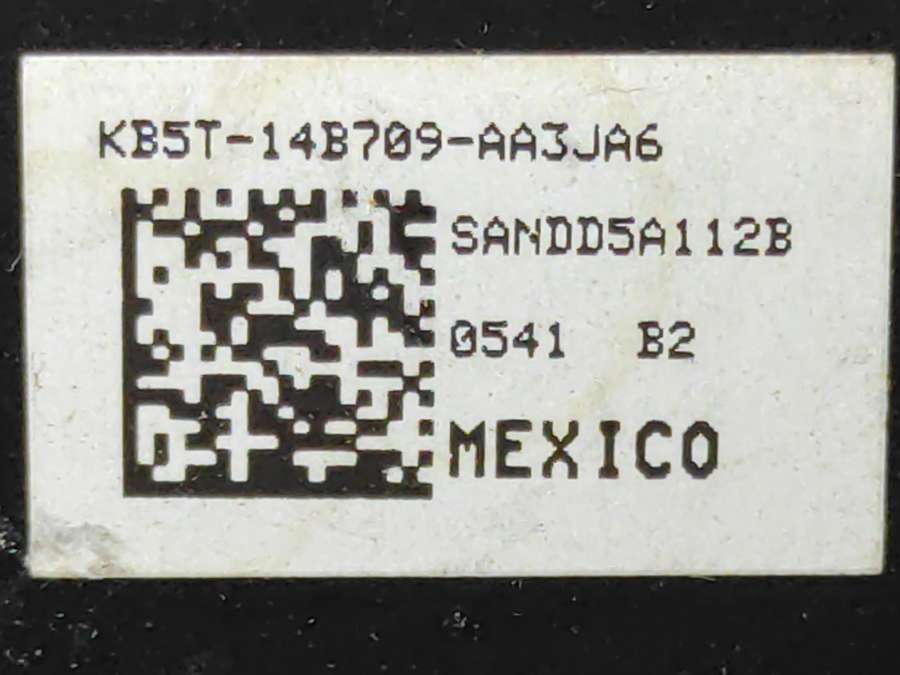 KB5T-14B709-AA3JA6
SANDD5A112B
0541 B2
MEXICO